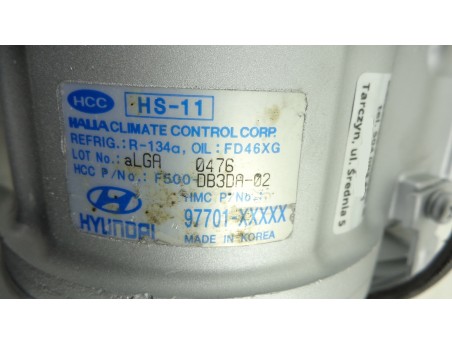 HCC HS-11
HALLA CLIMATE CONTROL CORP.
REFRIG.: R-134a, OIL: FD46XG
LOT No.: aLGA 0476
HCC P/No.: F500-DB3DA-02
HMC P/No.:
97701-XXXXX
HYUNDAI
MADE IN KOREA
Tarczyn, ul. Średnia 5